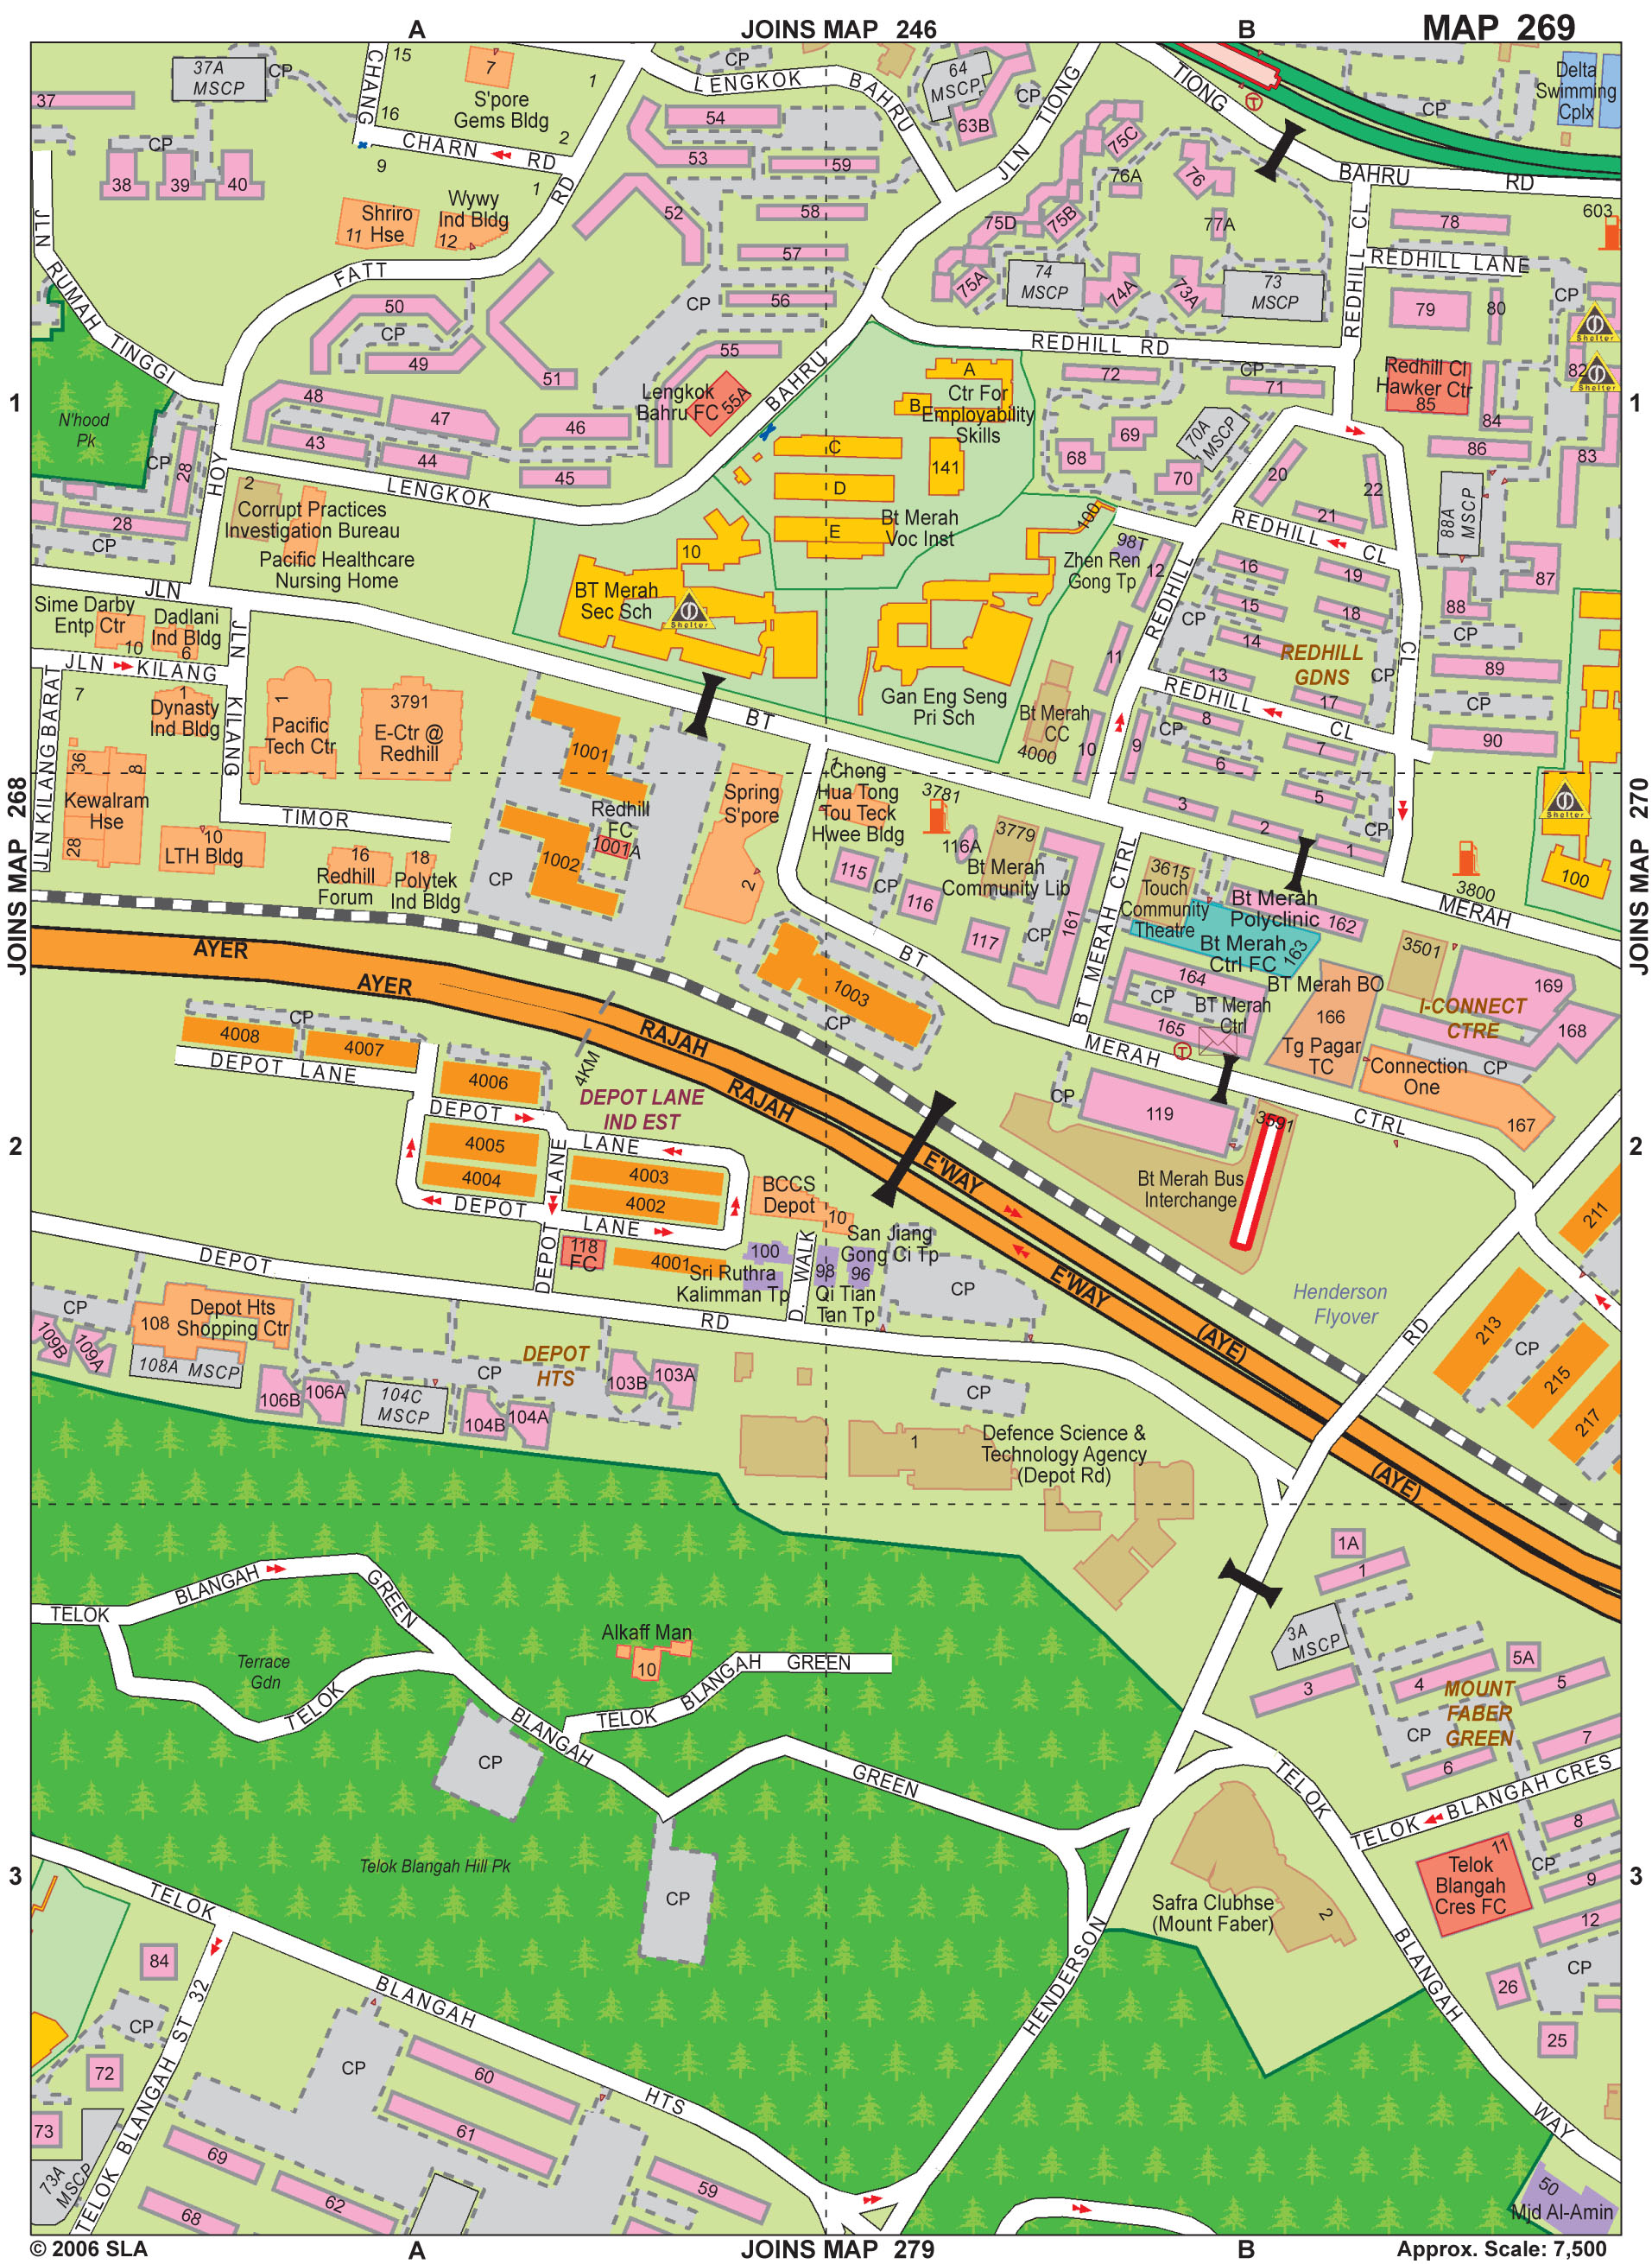 A
JOINS MAP 246
B
MAP 269
37A
MSCP
CP
CHANG
15
16
7
S'pore
Gems Bldg
1
2
CP
LENGKOK
BAHRU
64
MSCP
CP
63B
JLN TIONG
TIONG
T
CP
Delta
Swimming
Cplx
37
CP
38
39
40
CHARN RD
9
1
RD
54
53
59
75C
76A
76
BAHRU RD
JLN
RUMAH
TINGGI
Shriro
11 Hse
Wywy
Ind Bldg
12
52
58
57
75D
75B
77A
REDHILL CL
78
603
REDHILL LANE
FATT
50
CP
49
51
CP
56
55
75A
74
MSCP
74A
73A
73
MSCP
79
80
CP
Shelter
REDHILL RD
Redhill Cl
Hawker Ctr
85
82
Shelter
1
N'hood
Pk
48
47
46
43
44
45
Lengkok
Bahru FC
55A
BAHRU
A
B
Ctr For
Employability
Skills
C
D
E
141
Bt Merah
Voc Inst
72
CP
71
69
68
70
70A
MSCP
84
86
83
1
CP
28
28
CP
HOY
LENGKOK
2
Corrupt Practices
Investigation Bureau
Pacific Healthcare
Nursing Home
20
22
21
REDHILL CL
88A
MSCP
10
BT Merah
Sec Sch
Shelter
100
98T
Zhen Ren
Gong Tp
12
REDHILL
16
19
15
18
14
13
17
CP
CP
REDHILL
GDNS
87
88
CP
89
CP
90
JLN
Sime Darby
Entp Ctr
10
Dadlani
Ind Bldg
6
JLN KILANG
JLN
KILANG
7
1
Dynasty
Ind Bldg
1
Pacific
Tech Ctr
3791
E-Ctr @
Redhill
1001
BT
Gan Eng Seng
Pri Sch
Bt Merah
CC
4000
11
10
9
REDHILL CL
CL
8
CP
7
6
JLN KILANG BARAT
36
8
Kewalram
Hse
28
TIMOR
10
LTH Bldg
16
Redhill
Forum
18
Polytek
Ind Bldg
Redhill
FC
1001A
1002
CP
Spring
S'pore
2
1
Chong
Hua Tong
Tou Teck
Hwee Bldg
3781
116A
3779
Bt Merah
Community Lib
115
CP
116
117
CP
161
3
5
2
CP
1
3800
MERAH
Shelter
100
JOINS MAP 268
JOINS MAP 270
BT MERAH CTRL
3615
Touch
Community
Theatre
Bt Merah
Polyclinic
162
Bt Merah
Ctrl FC
163
164
CP
165
BT Merah
Ctrl
T
BT Merah BO
166
Tg Pagar
TC
3501
169
168
I-CONNECT
CTRE
CP
Connection
One
167
AYER
AYER
RAJAH
RAJAH
1003
CP
BT
MERAH
CTRL
CP
4008
4007
DEPOT LANE
4006
4KM
DEPOT LANE
IND EST
DEPOT
LANE
4005
4004
LANE
4003
4002
DEPOT
LANE
118
FC
4001
DEPOT
2
BCCS
Depot
10
San Jiang
Gong Ci Tp
100
Sri Ruthra
Kalimman Tp
D. WALK
98
96
Qi Tian
Tan Tp
CP
E'WAY
E'WAY
(AYE)
(AYE)
CP
119
3591
Bt Merah Bus
Interchange
2
211
213
CP
215
217
Henderson
Flyover
RD
DEPOT
RD
CP
108
Depot Hts
Shopping Ctr
108A MSCP
109B
109A
106B
106A
104C
MSCP
CP
104B
104A
DEPOT
HTS
103B
103A
CP
1
Defence Science &
Technology Agency
(Depot Rd)
TELOK
BLANGAH
GREEN
Terrace
Gdn
TELOK
BLANGAH
Alkaff Man
10
TELOK
BLANGAH
GREEN
CP
GREEN
CP
Telok Blangah Hill Pk
1A
1
3A
MSCP
3
4
5A
5
MOUNT
FABER
GREEN
CP
7
6
TELOK BLANGAH CRES
8
TELOK
BLANGAH
WAY
11
Telok
Blangah
Cres FC
CP
9
12
CP
26
25
Safra Clubhse
(Mount Faber)
2
HENDERSON
3
3
TELOK
BLANGAH
HTS
84
CP
72
73
73A
MSCP
TELOK BLANGAH ST 32
CP
60
61
69
62
68
59
50
Mjd Al-Amin
© 2006 SLA
A
JOINS MAP 279
B
Approx. Scale: 7,500